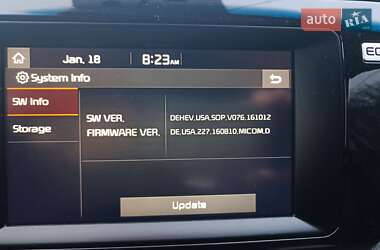 auto RIA.com
Jan. 18 8:23AM
System Info
SW Info
Storage
SW VER. DEHEV.USA.SOP.V076.161012
FIRMWARE VER. DE.USA.227.160810.MICOM.D
Update